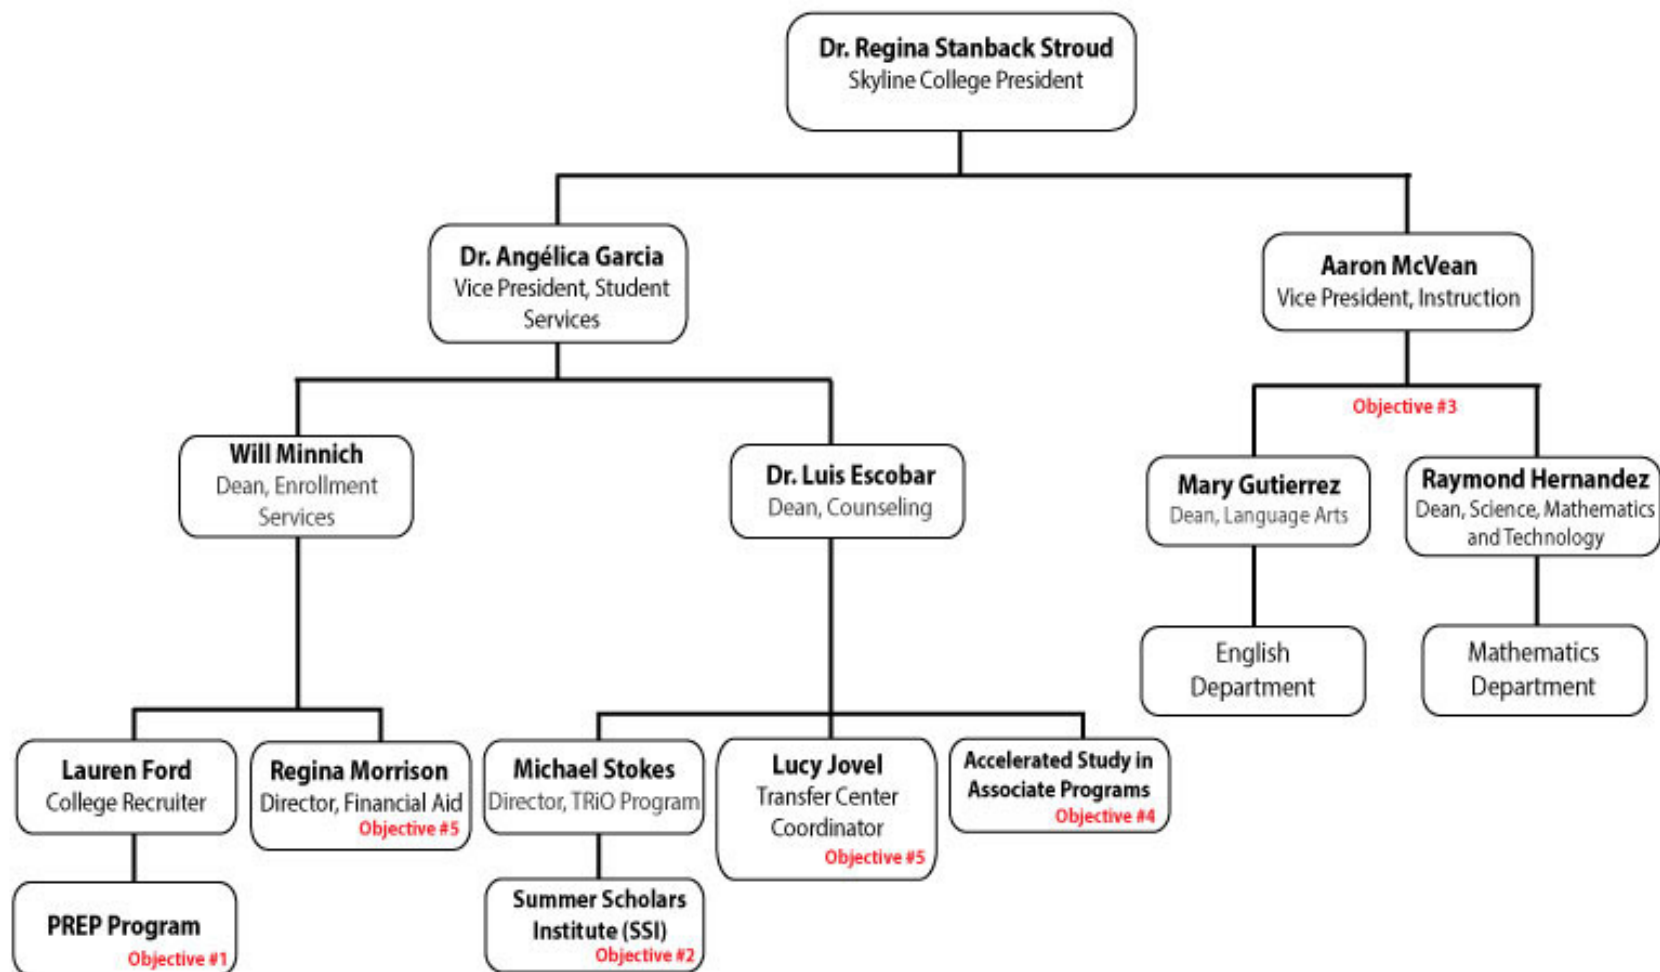 Dr. Regina Stanback Stroud
Skyline College President
Dr. Angélica Garcia
Vice President, Student
Services
Aaron McVean
Vice President, Instruction
Objective #3
Will Minnich
Dean, Enrollment
Services
Dr. Luis Escobar
Dean, Counseling
Mary Gutierrez
Dean, Language Arts
Raymond Hernandez
Dean, Science, Mathematics
and Technology
English
Department
Mathematics
Department
Lauren Ford
College Recruiter
Regina Morrison
Director, Financial Aid
Objective #5
Michael Stokes
Director, TRiO Program
Lucy Jovel
Transfer Center
Coordinator
Objective #5
Accelerated Study in
Associate Programs
Objective #4
PREP Program
Objective #1
Summer Scholars
Institute (SSI)
Objective #2